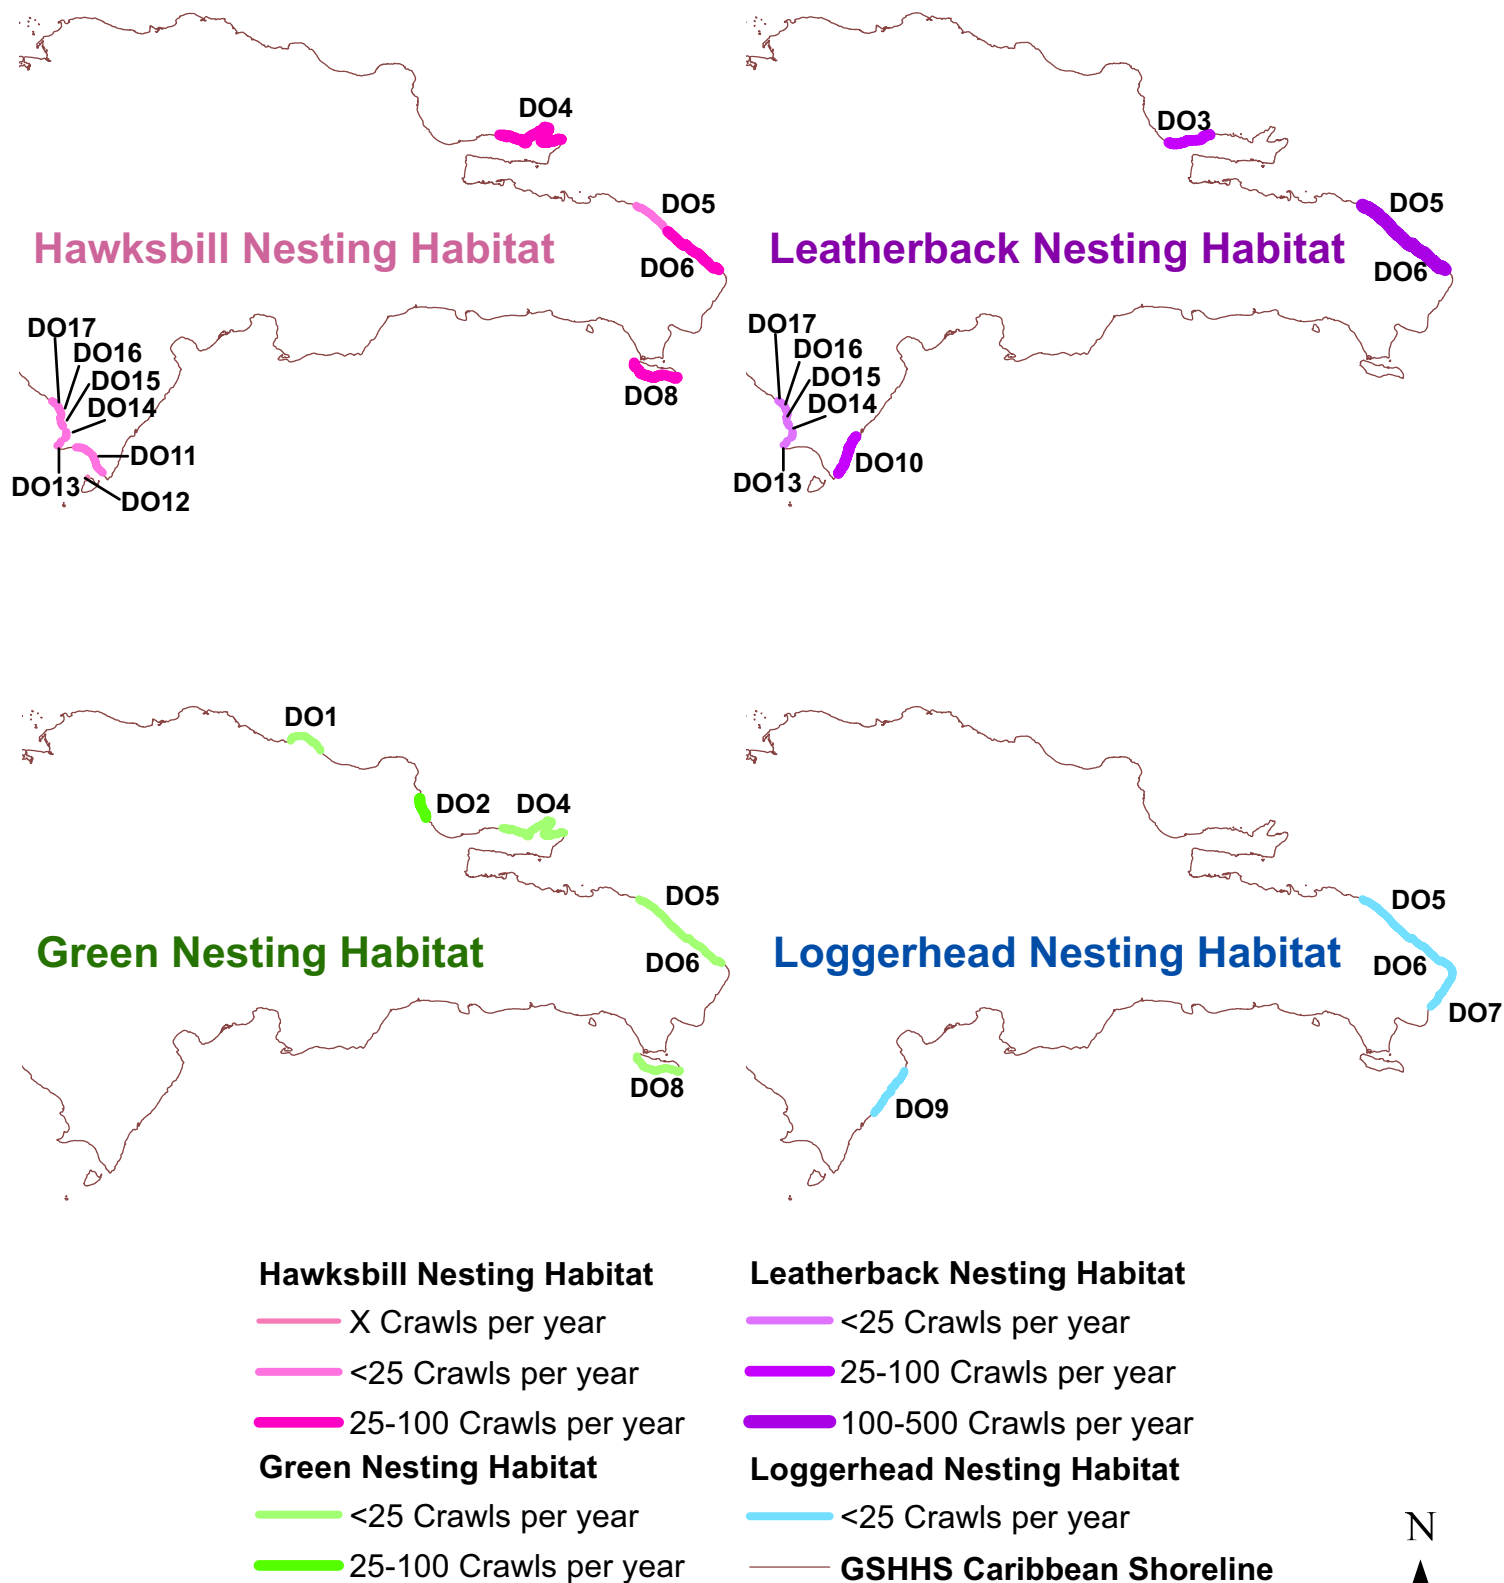 DO4
DO5
Hawksbill Nesting Habitat
DO6
DO17
DO16
DO15
DO14
DO8
DO11
DO13
DO12
DO3
DO5
Leatherback Nesting Habitat
DO6
DO17
DO16
DO15
DO14
DO10
DO13
DO1
DO2
DO4
DO5
Green Nesting Habitat
DO6
DO8
DO5
Loggerhead Nesting Habitat
DO6
DO7
DO9
Hawksbill Nesting Habitat
X Crawls per year
<25 Crawls per year
25-100 Crawls per year
Green Nesting Habitat
<25 Crawls per year
25-100 Crawls per year
Leatherback Nesting Habitat
<25 Crawls per year
25-100 Crawls per year
100-500 Crawls per year
Loggerhead Nesting Habitat
<25 Crawls per year
GSHHS Caribbean Shoreline
N